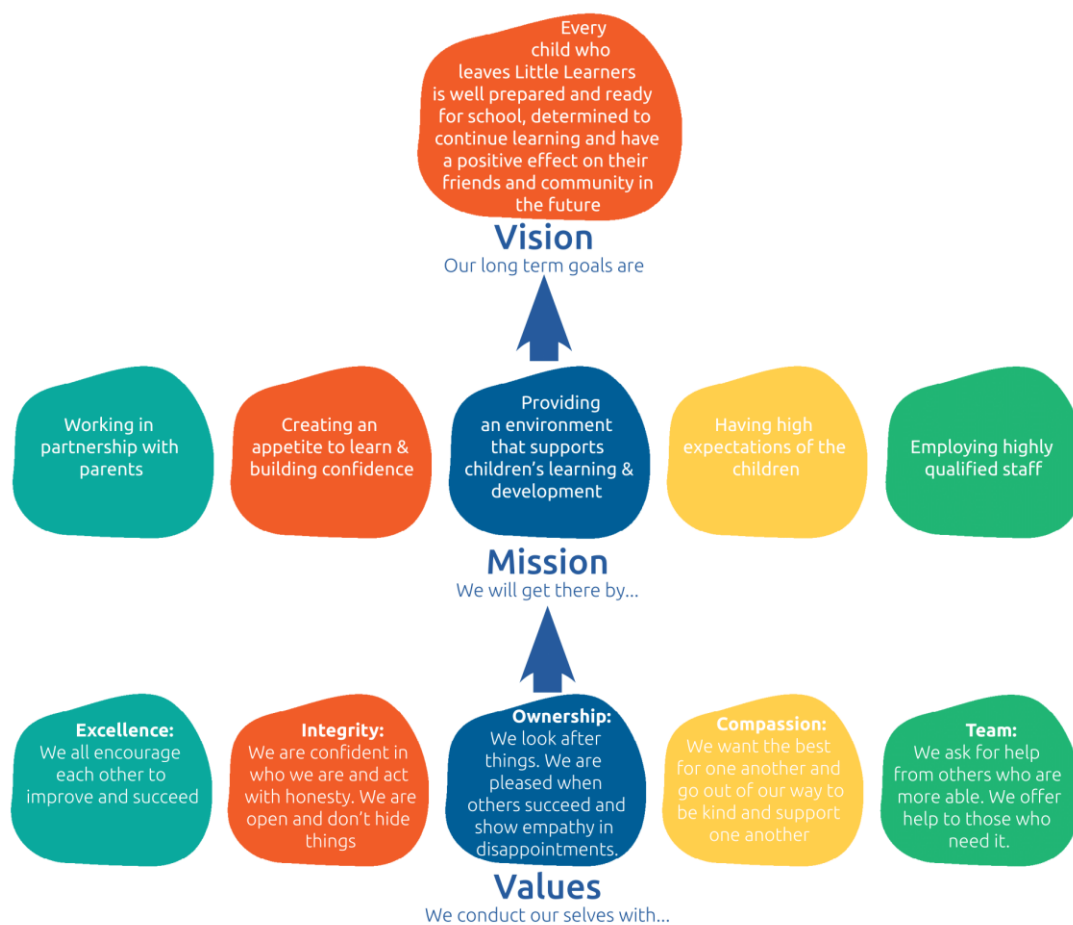 Every
child who
leaves Little Learners
is well prepared and ready
for school, determined to
continue learning and have
a positive effect on their
friends and community in
the future
Vision
Our long term goals are
Working in
partnership with
parents
Creating an
appetite to learn &
building confidence
Providing
an environment
that supports
children’s learning &
development
Having high
expectations of the
children
Employing highly
qualified staff
Mission
We will get there by...
Excellence:
We all encourage
each other to
improve and succeed
Integrity:
We are confident in
who we are and act
with honesty. We are
open and don’t hide
things
Ownership:
We look after
things. We are
pleased when
others succeed and
show empathy in
disappointments.
Compassion:
We want the best
for one another and
go out of our way to
be kind and support
one another
Team:
We ask for help
from others who are
more able. We offer
help to those who
need it.
Values
We conduct our selves with...